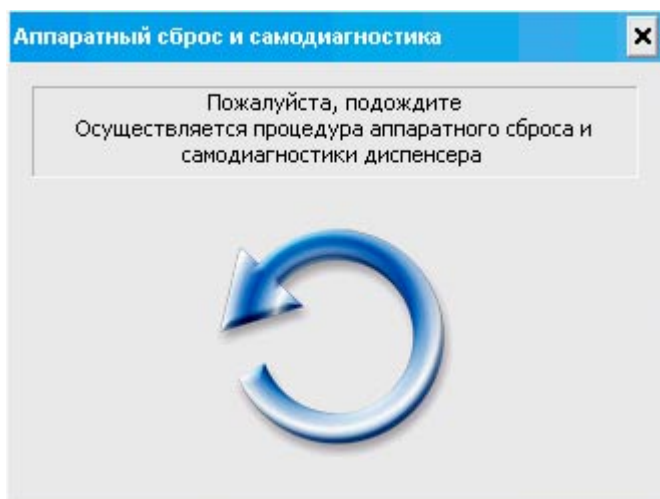 Аппаратный сброс и самодиагностика
Пожалуйста, подождите
Осуществляется процедура аппаратного сброса и
самодиагностики диспенсера